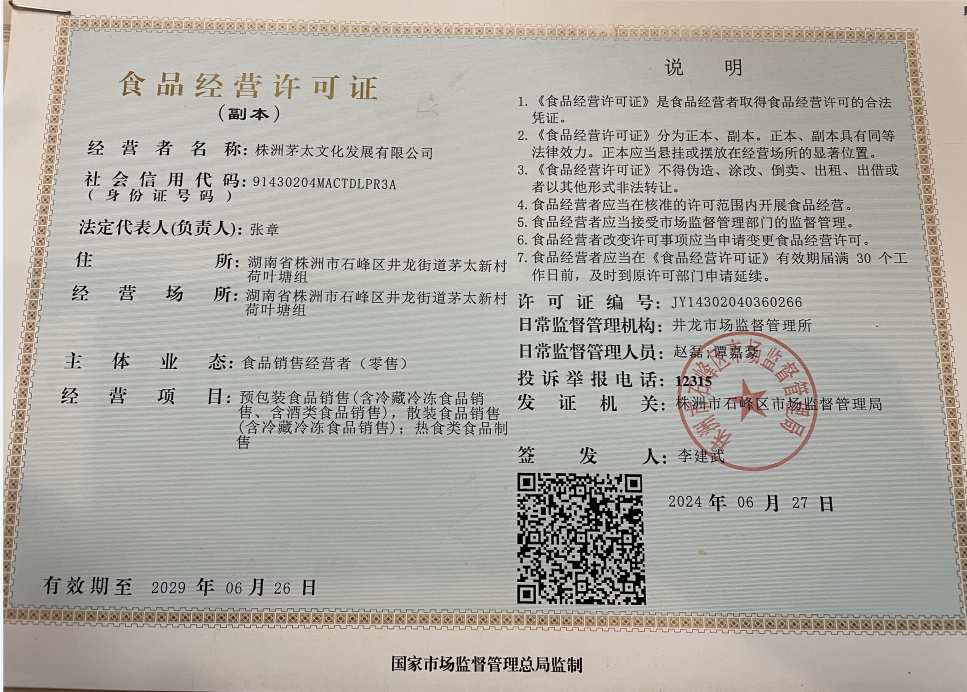 食品经营许可证
(副本)
经营者名称：株洲茅太文化发展有限公司
社会信用代码：91430204MACTDLPR3A
(身份证号码)
法定代表人(负责人)：张章
住所：湖南省株洲市石峰区井龙街道茅太新村
荷叶塘组
经营场所：湖南省株洲市石峰区井龙街道茅太新村
荷叶塘组
主体业态：食品销售经营者（零售）
经营项目：预包装食品销售(含冷藏冷冻食品销
售、含酒类食品销售)，散装食品销售
(含冷藏冷冻食品销售)；热食类食品制
售
有效期至 2029 年 06 月 26 日
说明
1.《食品经营许可证》是食品经营者取得食品经营许可的合法
凭证。
2.《食品经营许可证》分为正本、副本。正本、副本具有同等
法律效力。正本应当悬挂或摆放在经营场所的显著位置。
3.《食品经营许可证》不得伪造、涂改、倒卖、出租、出借或
者以其他形式非法转让。
4.食品经营者应当在核准的许可范围内开展食品经营。
5.食品经营者应当接受市场监督管理部门的监督管理。
6.食品经营者改变许可事项应当申请变更食品经营许可。
7.食品经营者应当在《食品经营许可证》有效期届满 30 个工
作日前，及时到原许可部门申请延续。
许可证编号：JY14302040360266
日常监督管理机构：井龙市场监督管理所
日常监督管理人员：赵磊,谭嘉豪
投诉举报电话：12315
发证机关：株洲市石峰区市场监督管理局
签发人：李建武
2024 年 06 月 27 日
株洲市石峰区市场监督管理局
国家市场监督管理总局监制